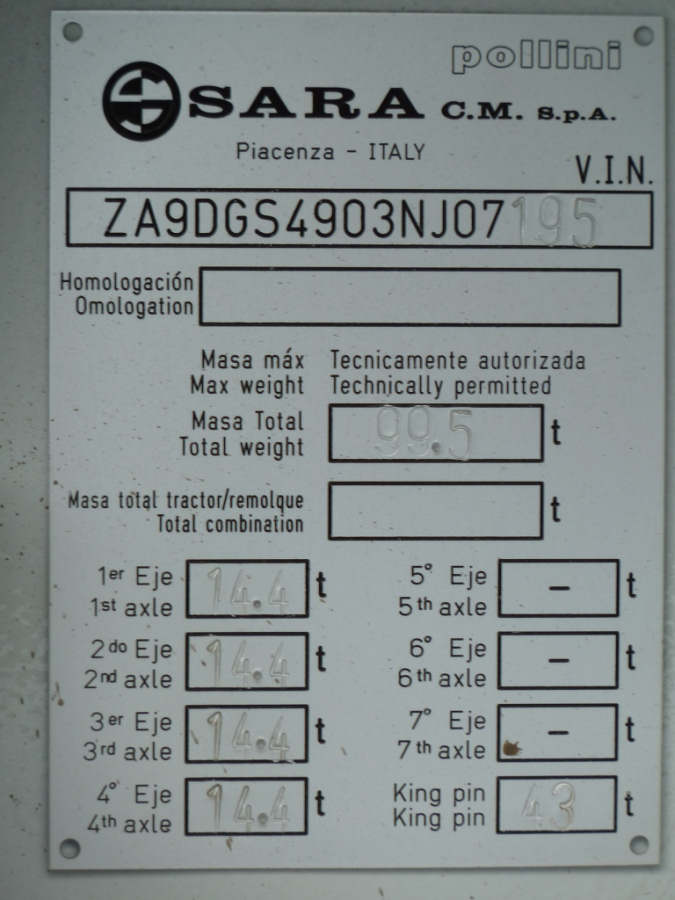 pollini
SARA C.M. S.p.A.
Piacenza - ITALY
V.I.N.
ZA9DGS4903NJ07195
Homologación
Omologation
Masa máx Tecnicamente autorizada
Max weight Technically permitted
Masa Total
Total weight
99.5 t
Masa total tractor/remolque
Total combination
t
1er Eje
1st axle
14.4 t
5° Eje
5th axle
- t
2do Eje
2nd axle
14.4 t
6° Eje
6th axle
- t
3er Eje
3rd axle
14.4 t
7° Eje
7th axle
- t
4° Eje
4th axle
14.4 t
King pin
King pin
43 t